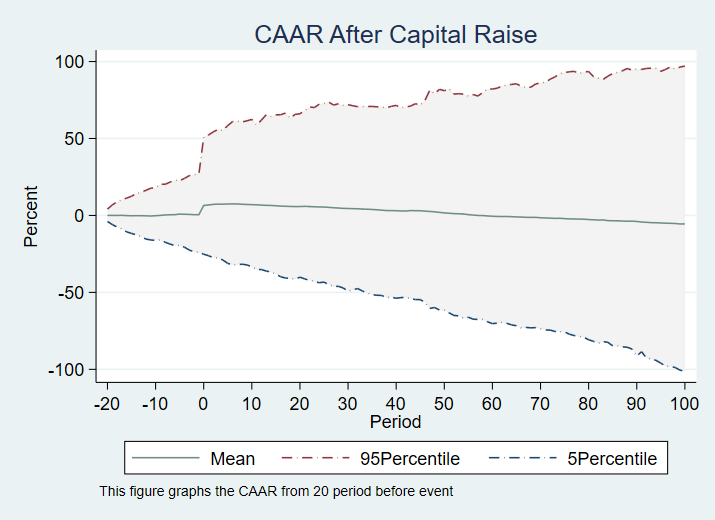 CAAR After Capital Raise
Percent
100
50
0
-50
-100
-20 -10 0 10 20 30 40 50 60 70 80 90 100
Period
Mean 95Percentile 5Percentile
This figure graphs the CAAR from 20 period before event